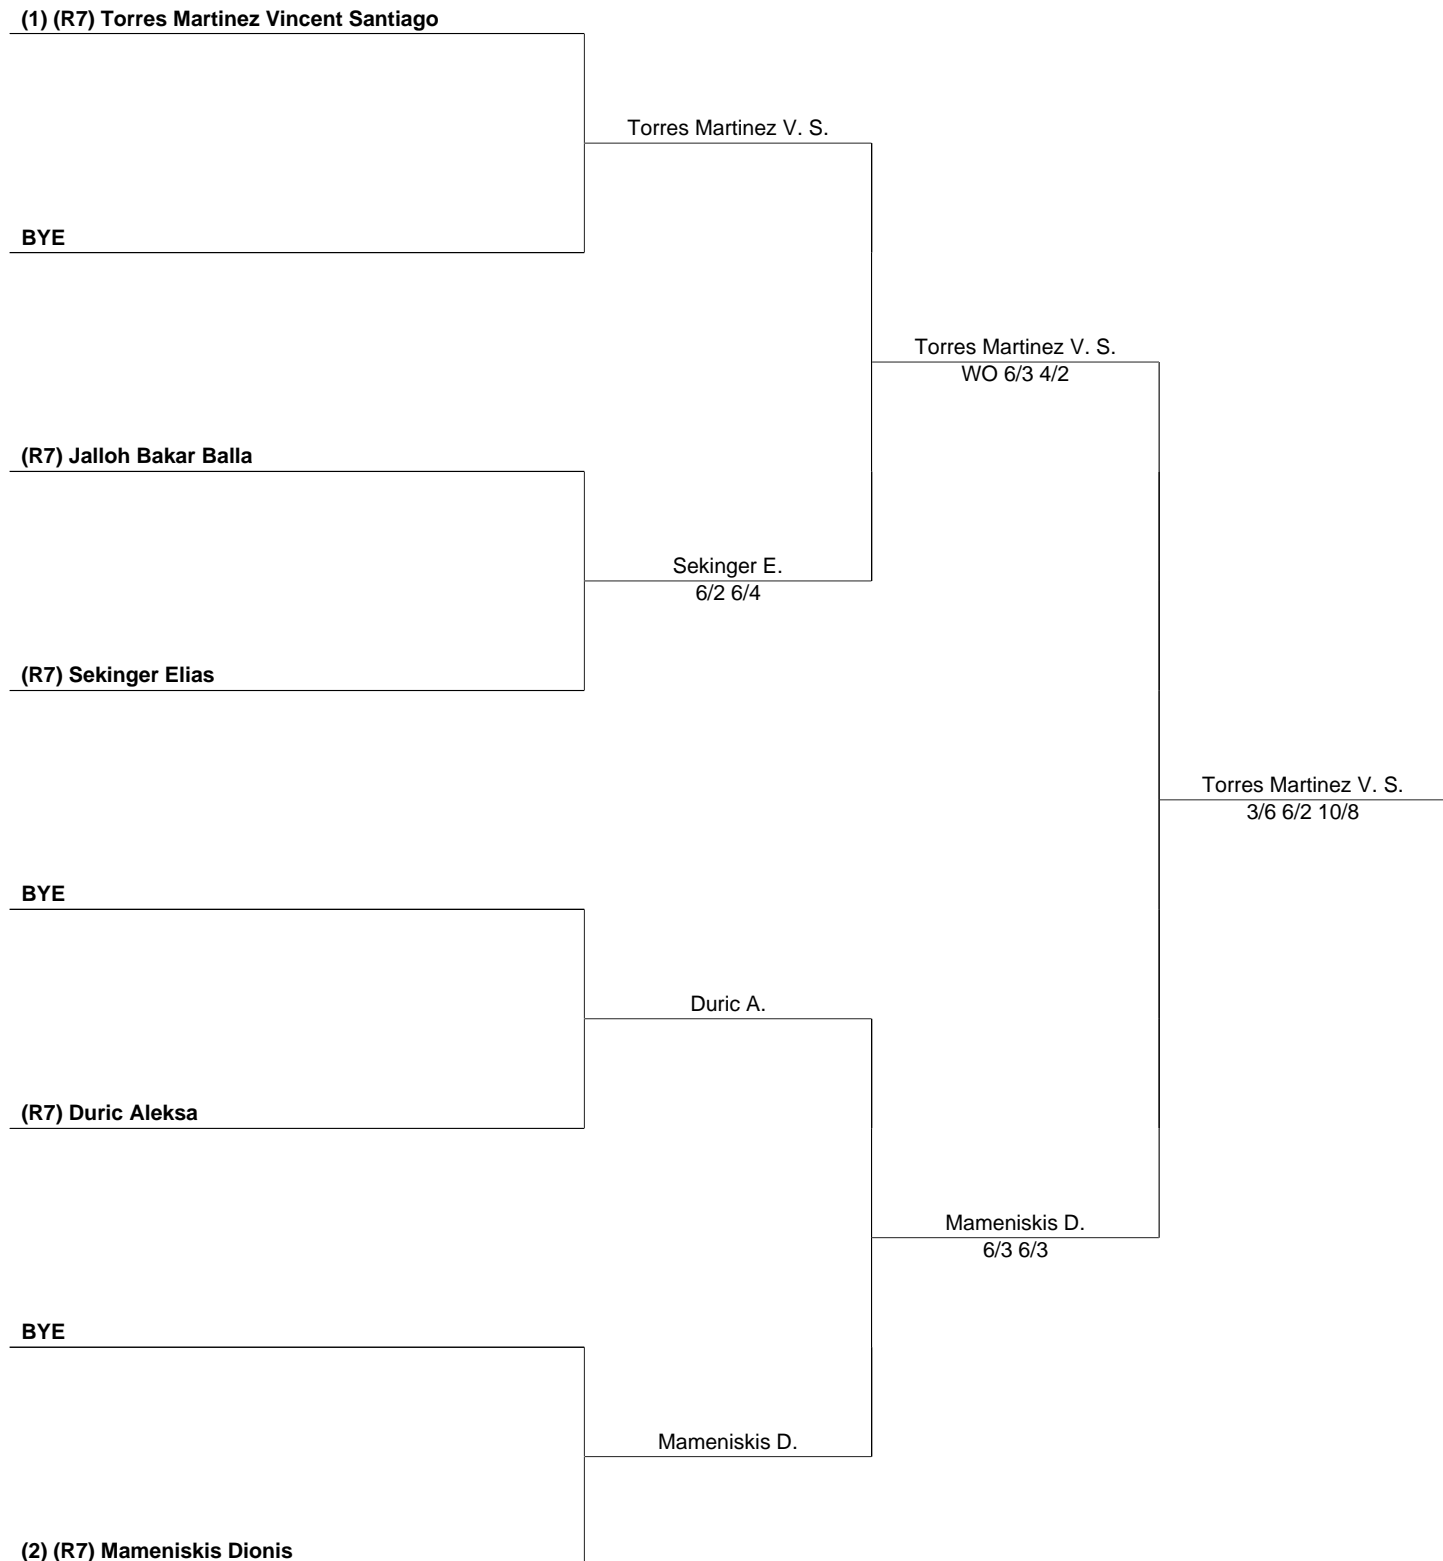 (1) (R7) Torres Martinez Vincent Santiago
Torres Martinez V. S.
BYE
Torres Martinez V. S.
WO 6/3 4/2
(R7) Jalloh Bakar Balla
Sekinger E.
6/2 6/4
(R7) Sekinger Elias
Torres Martinez V. S.
3/6 6/2 10/8
BYE
Duric A.
(R7) Duric Aleksa
Mameniskis D.
6/3 6/3
BYE
Mameniskis D.
(2) (R7) Mameniskis Dionis